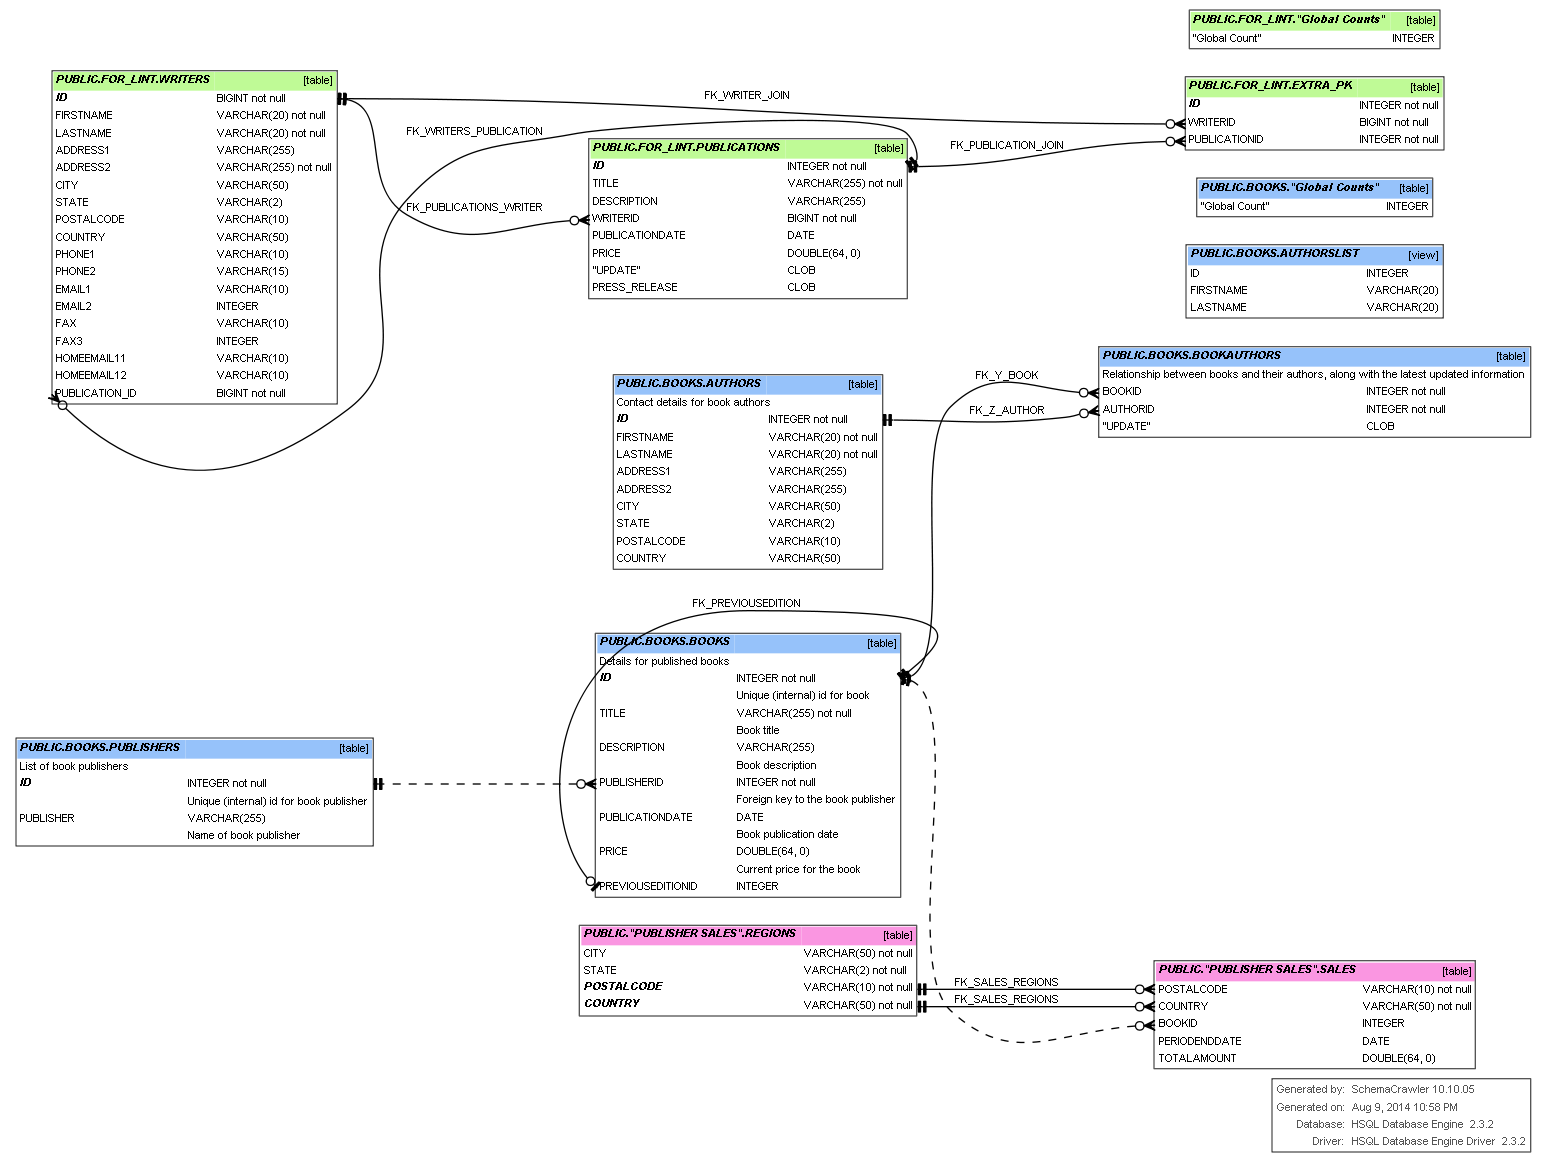 PUBLIC.FOR_LINT."Global Counts" [table]
"Global Count" INTEGER
PUBLIC.FOR_LINT.WRITERS [table]
ID BIGINT not null
FIRSTNAME VARCHAR(20) not null
LASTNAME VARCHAR(20) not null
ADDRESS1 VARCHAR(255)
ADDRESS2 VARCHAR(255) not null
CITY VARCHAR(50)
STATE VARCHAR(2)
POSTALCODE VARCHAR(10)
COUNTRY VARCHAR(50)
PHONE1 VARCHAR(10)
PHONE2 VARCHAR(15)
EMAIL1 VARCHAR(10)
EMAIL2 INTEGER
FAX VARCHAR(10)
FAX3 INTEGER
HOMEEMAIL11 VARCHAR(10)
HOMEEMAIL12 VARCHAR(10)
PUBLICATION_ID BIGINT not null
FK_WRITER_JOIN
FK_WRITERS_PUBLICATION
FK_PUBLICATIONS_WRITER
PUBLIC.FOR_LINT.PUBLICATIONS [table]
ID INTEGER not null
TITLE VARCHAR(255) not null
DESCRIPTION VARCHAR(255)
WRITERID BIGINT not null
PUBLICATIONDATE DATE
PRICE DOUBLE(64, 0)
"UPDATE" CLOB
PRESS_RELEASE CLOB
FK_PUBLICATION_JOIN
PUBLIC.FOR_LINT.EXTRA_PK [table]
ID INTEGER not null
WRITERID BIGINT not null
PUBLICATIONID INTEGER not null
PUBLIC.BOOKS."Global Counts" [table]
"Global Count" INTEGER
PUBLIC.BOOKS.AUTHORSLIST [view]
ID INTEGER
FIRSTNAME VARCHAR(20)
LASTNAME VARCHAR(20)
PUBLIC.BOOKS.BOOKAUTHORS [table]
Relationship between books and their authors, along with the latest updated information
BOOKID INTEGER not null
AUTHORID INTEGER not null
"UPDATE" CLOB
FK_Y_BOOK
FK_Z_AUTHOR
PUBLIC.BOOKS.AUTHORS [table]
Contact details for book authors
ID INTEGER not null
FIRSTNAME VARCHAR(20) not null
LASTNAME VARCHAR(20) not null
ADDRESS1 VARCHAR(255)
ADDRESS2 VARCHAR(255)
CITY VARCHAR(50)
STATE VARCHAR(2)
POSTALCODE VARCHAR(10)
COUNTRY VARCHAR(50)
FK_PREVIOUSEDITION
PUBLIC.BOOKS.BOOKS [table]
Details for published books
ID INTEGER not null
Unique (internal) id for book
TITLE VARCHAR(255) not null
Book title
DESCRIPTION VARCHAR(255)
Book description
PUBLISHERID INTEGER not null
Foreign key to the book publisher
PUBLICATIONDATE DATE
Book publication date
PRICE DOUBLE(64, 0)
Current price for the book
PREVIOUSEDITIONID INTEGER
PUBLIC.BOOKS.PUBLISHERS [table]
List of book publishers
ID INTEGER not null
Unique (internal) id for book publisher
PUBLISHER VARCHAR(255)
Name of book publisher
PUBLIC."PUBLISHER SALES".REGIONS [table]
CITY VARCHAR(50) not null
STATE VARCHAR(2) not null
POSTALCODE VARCHAR(10) not null
COUNTRY VARCHAR(50) not null
FK_SALES_REGIONS
FK_SALES_REGIONS
PUBLIC."PUBLISHER SALES".SALES [table]
POSTALCODE VARCHAR(10) not null
COUNTRY VARCHAR(50) not null
BOOKID INTEGER
PERIODENDDATE DATE
TOTALAMOUNT DOUBLE(64, 0)
Generated by: SchemaCrawler 10.10.05
Generated on: Aug 9, 2014 10:58 PM
Database: HSQL Database Engine 2.3.2
Driver: HSQL Database Engine Driver 2.3.2